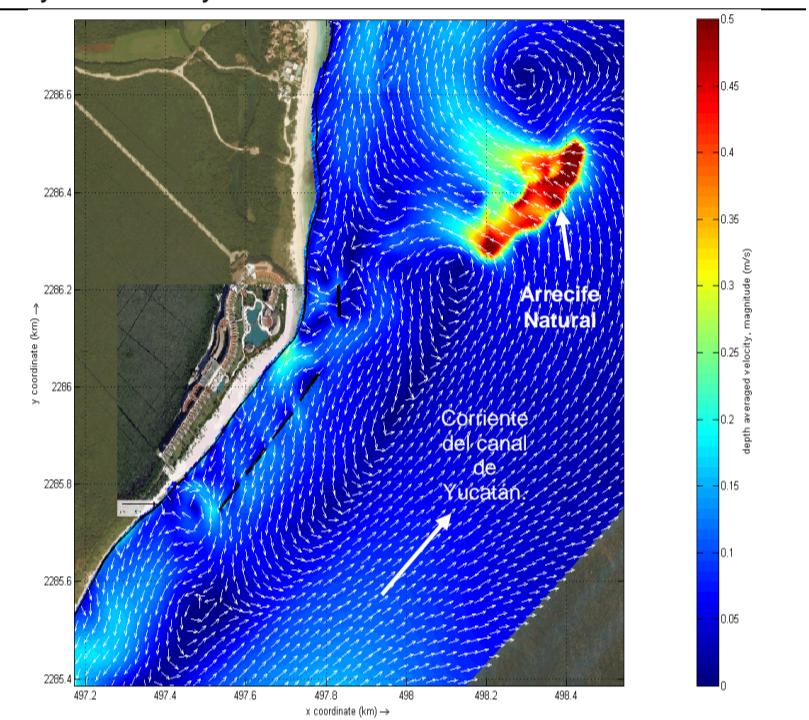 0.5
0.45
2286.6
0.4
2286.4
0.35
depth averaged velocity, magnitude (m/s)
0.3
Arrecife
Natural
2286.2
y coordinate (km) →
0.25
2286
Corriente
del canal
de
Yucatán.
0.2
2285.8
0.15
2285.6
0.1
0.05
2285.4
0
497.2
497.4
497.6
497.8
498
498.2
498.4
x coordinate (km) →